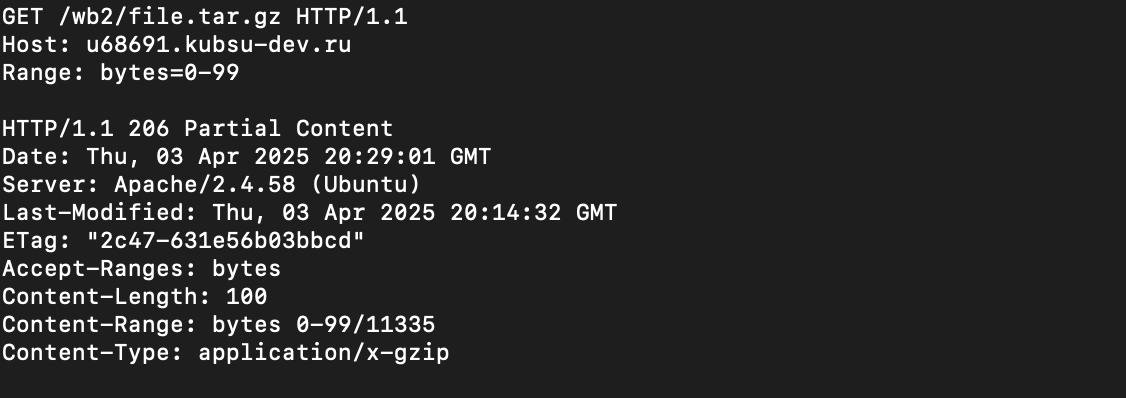 GET /wb2/file.tar.gz HTTP/1.1
Host: u68691.kubsu-dev.ru
Range: bytes=0-99

HTTP/1.1 206 Partial Content
Date: Thu, 03 Apr 2025 20:29:01 GMT
Server: Apache/2.4.58 (Ubuntu)
Last-Modified: Thu, 03 Apr 2025 20:14:32 GMT
ETag: "2c47-631e56b03bbcd"
Accept-Ranges: bytes
Content-Length: 100
Content-Range: bytes 0-99/11335
Content-Type: application/x-gzip